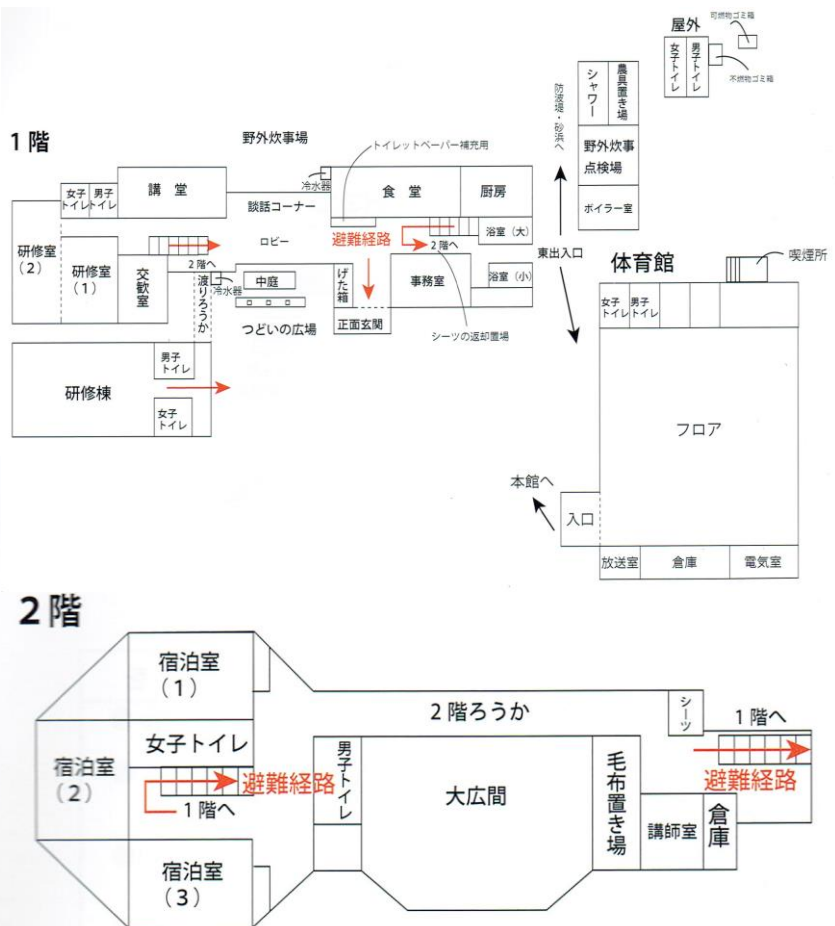 屋外
可燃物ゴミ箱
女子トイレ
男子トイレ
不燃物ゴミ箱
シャワー
農具置き場
防波堤・砂浜へ
野外炊事
点検場
ボイラー室
1階
野外炊事場
トイレットペーパー補充用
冷水器
女子
トイレ
男子
トイレ
講堂
談話コーナー
食堂
厨房
研修室
(2)
研修室
(1)
交歓室
ロビー
避難経路
2階へ
浴室(大)
2階へ
渡りろうか
冷水器
中庭
げた箱
事務室
浴室(小)
東出入口
つどいの広場
正面玄関
シーツの返却置場
研修棟
男子
トイレ
女子
トイレ
体育館
喫煙所
女子
トイレ
男子
トイレ
フロア
本館へ
入口
放送室
倉庫
電気室
2階
宿泊室
(1)
2階ろうか
シーツ
1階へ
女子トイレ
宿泊室
(2)
避難経路
1階へ
男子トイレ
大広間
毛布置き場
避難経路
講師室
倉庫
宿泊室
(3)